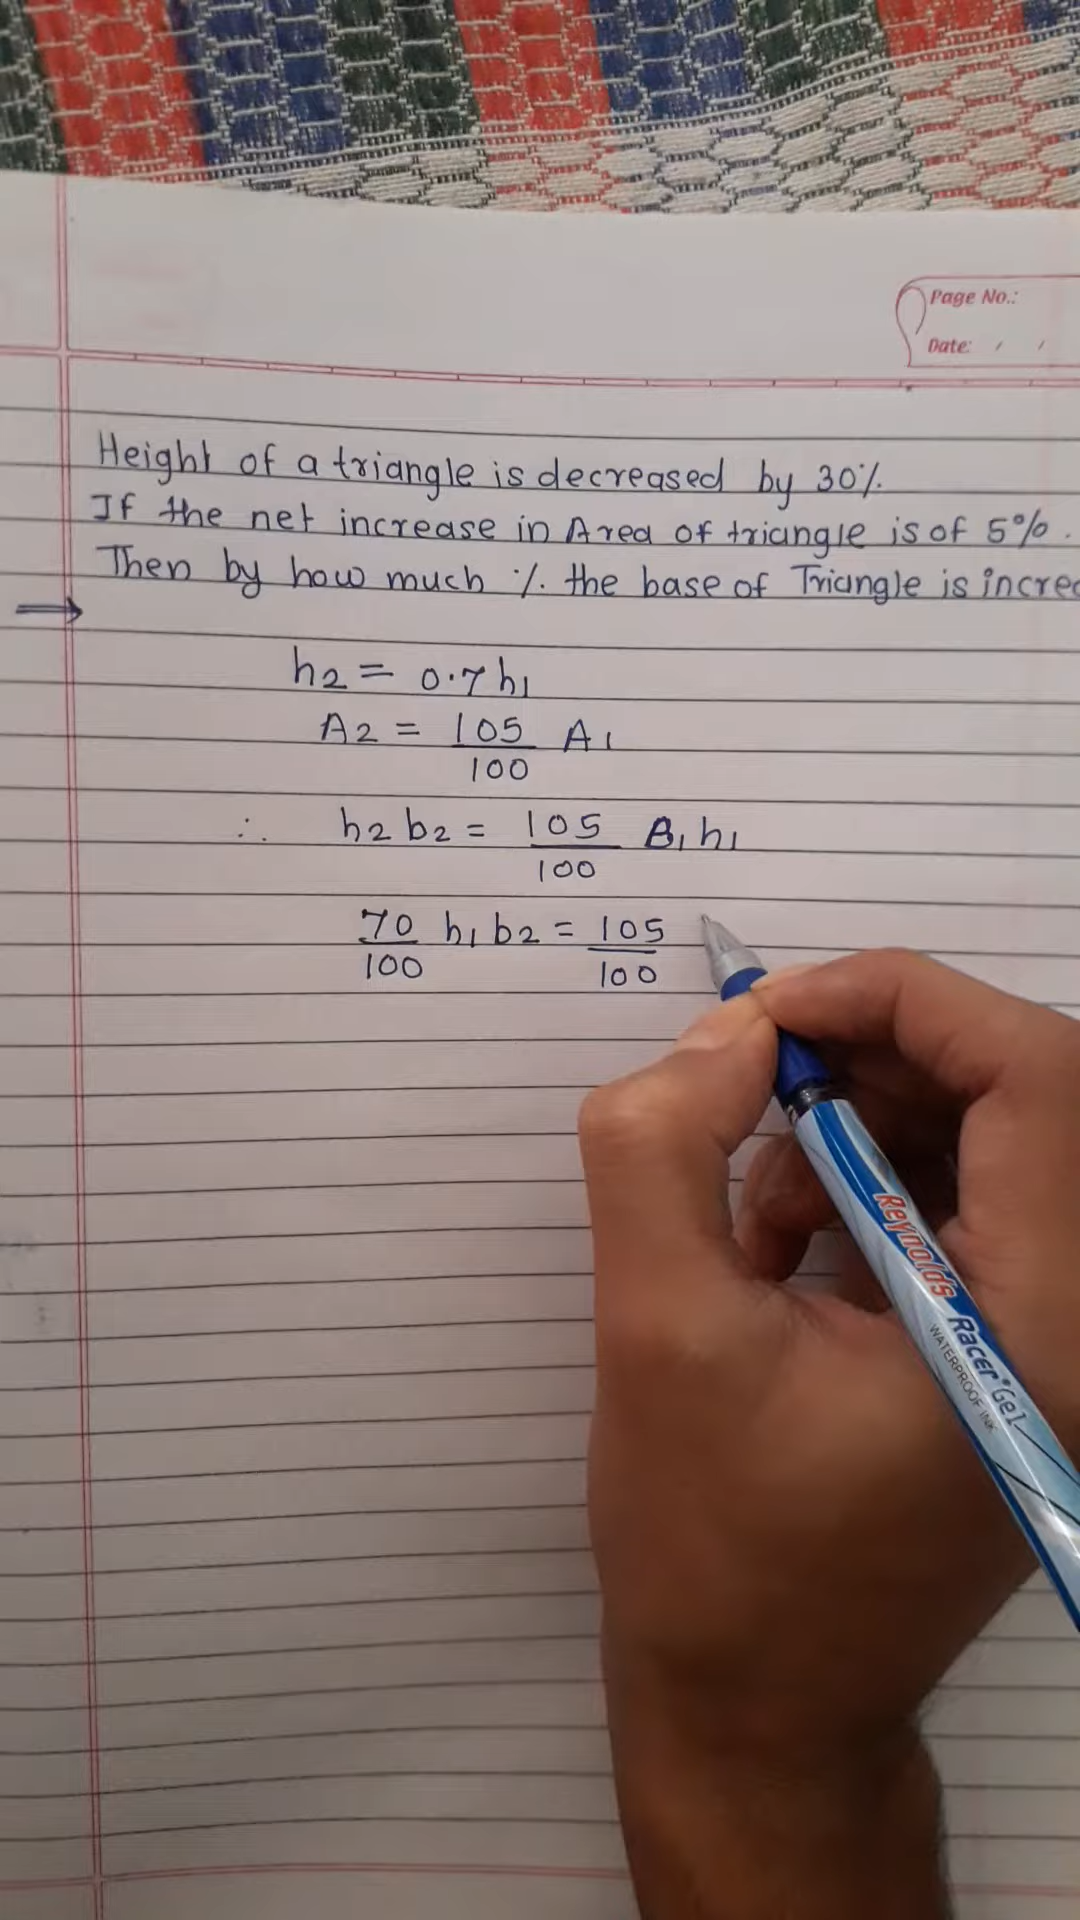 Page No.:
Date: / /
Height of a triangle is decreased by 30%.
If the net increase in Area of triangle is of 5%.
Then by how much % the base of Triangle is increa
h2 = 0.7 h1
A2 = 105/100 A1
∴ h2 b2 = 105/100 B1 h1
70/100 h1 b2 = 105/100
Reynolds Racer Gel
WATERPROOF INK